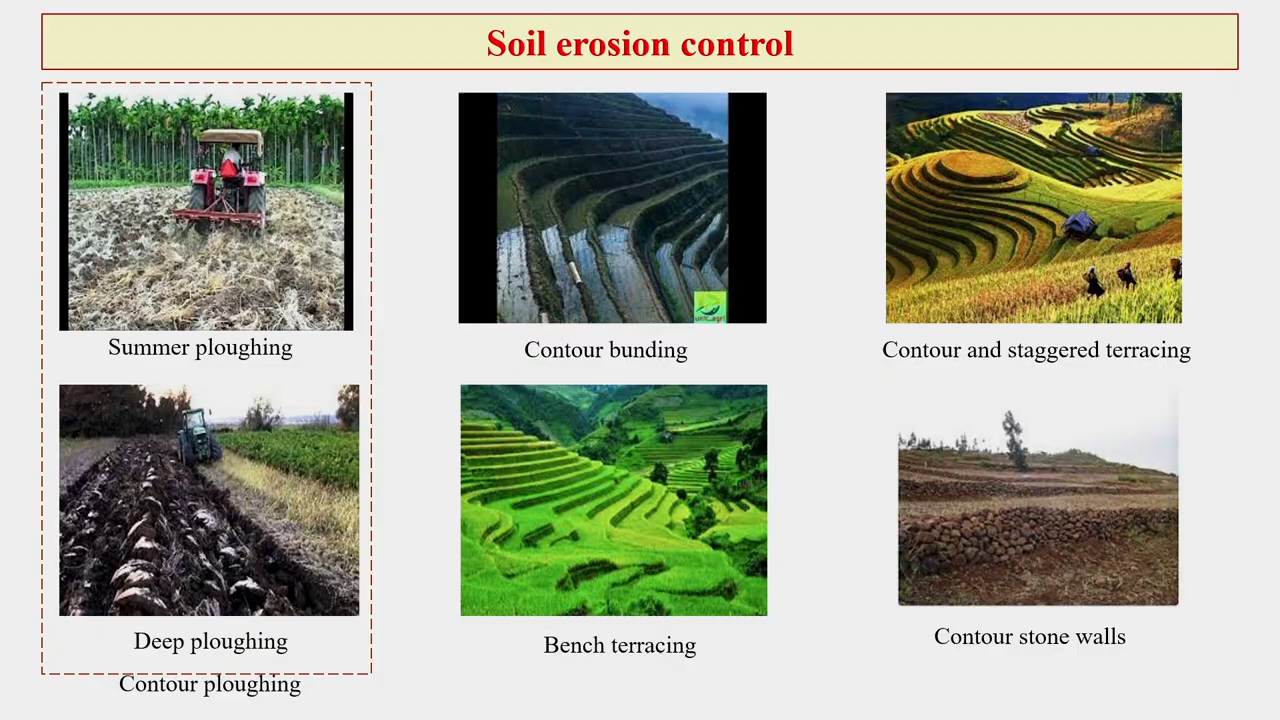 Soil erosion control
Summer ploughing
Contour bunding
Contour and staggered terracing
Deep ploughing
Bench terracing
Contour stone walls
Contour ploughing